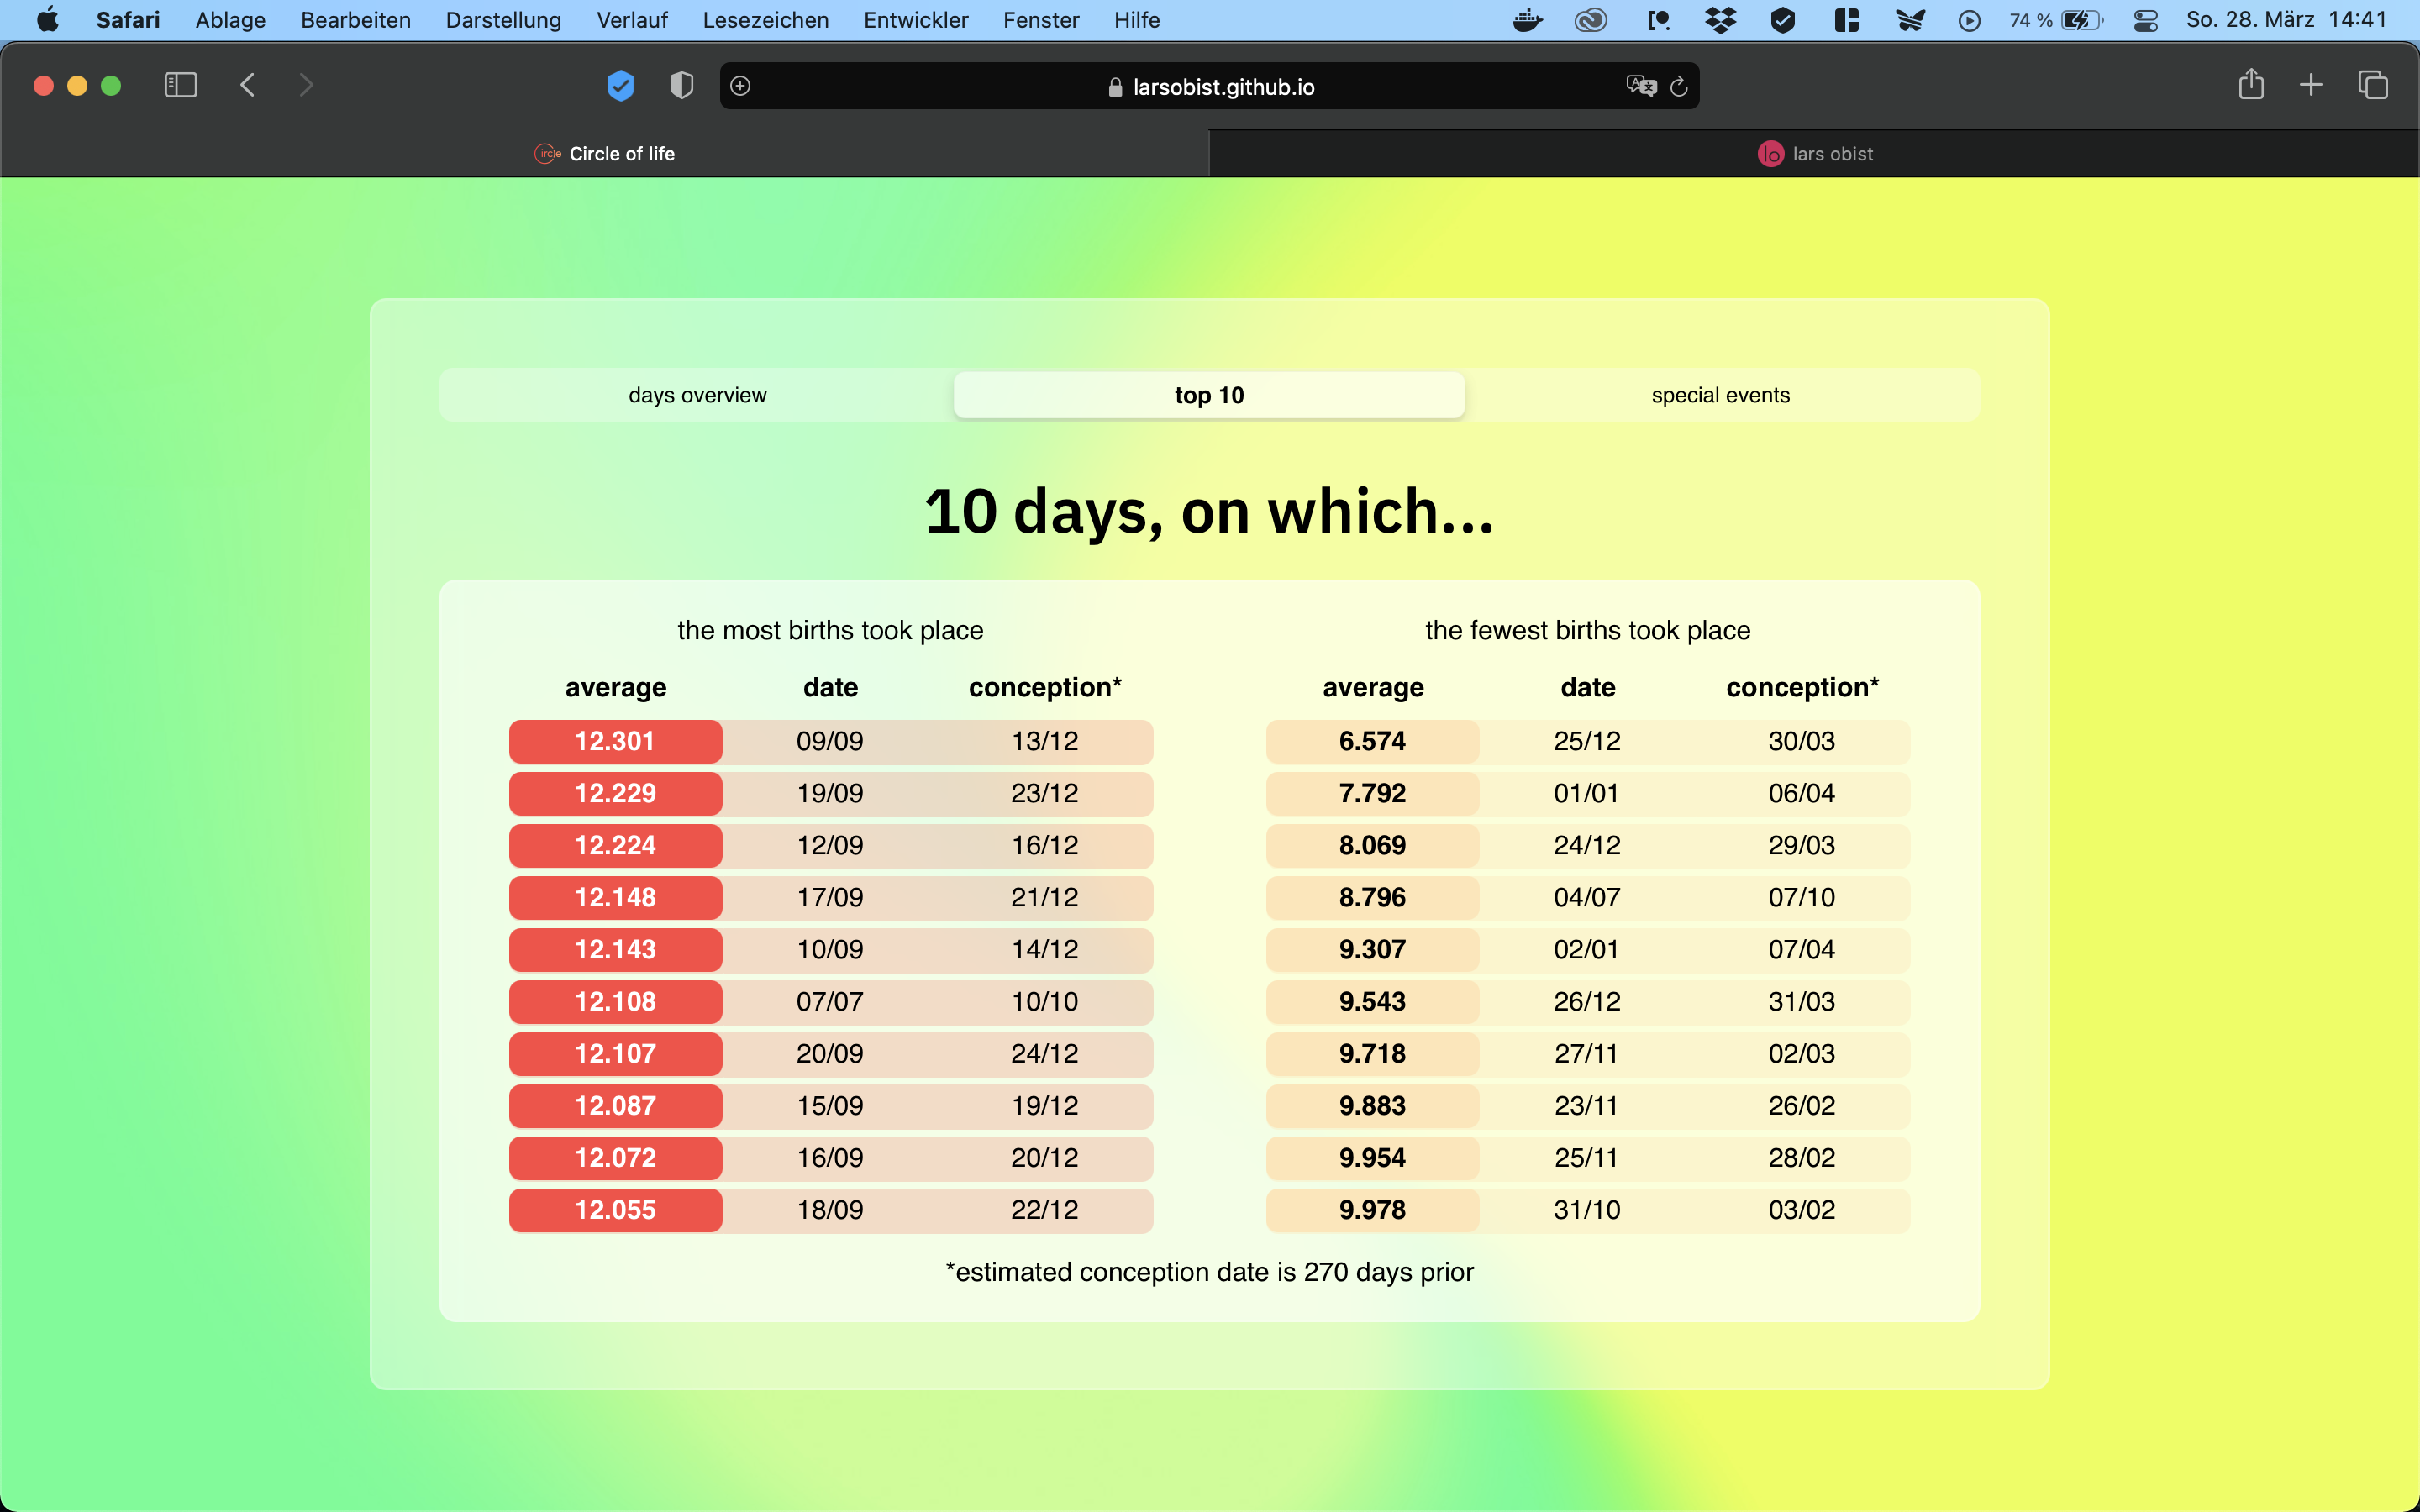 Safari Ablage Bearbeiten Darstellung Verlauf Lesezeichen Entwickler Fenster Hilfe 74 % So. 28. März 14:41
larsobist.github.io
ircle Circle of life
lo lars obist
days overview top 10 special events
10 days, on which...
the most births took place
average date conception*
12.301 09/09 13/12
12.229 19/09 23/12
12.224 12/09 16/12
12.148 17/09 21/12
12.143 10/09 14/12
12.108 07/07 10/10
12.107 20/09 24/12
12.087 15/09 19/12
12.072 16/09 20/12
12.055 18/09 22/12
the fewest births took place
average date conception*
6.574 25/12 30/03
7.792 01/01 06/04
8.069 24/12 29/03
8.796 04/07 07/10
9.307 02/01 07/04
9.543 26/12 31/03
9.718 27/11 02/03
9.883 23/11 26/02
9.954 25/11 28/02
9.978 31/10 03/02
*estimated conception date is 270 days prior